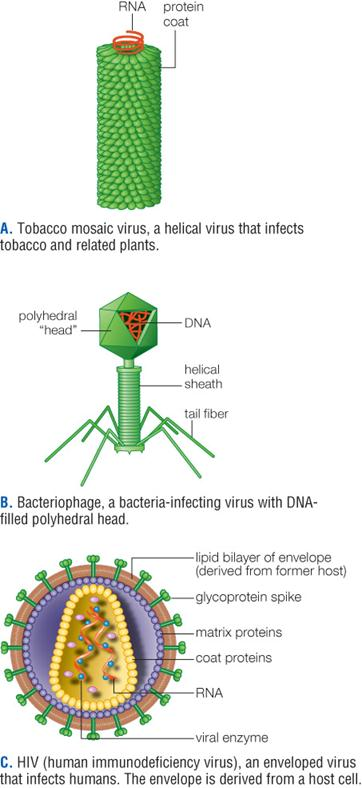 RNA
protein
coat
A. Tobacco mosaic virus, a helical virus that infects
tobacco and related plants.
polyhedral
“head”
DNA
helical
sheath
tail fiber
B. Bacteriophage, a bacteria-infecting virus with DNA-
filled polyhedral head.
lipid bilayer of envelope
(derived from former host)
glycoprotein spike
matrix proteins
coat proteins
RNA
viral enzyme
C. HIV (human immunodeficiency virus), an enveloped virus
that infects humans. The envelope is derived from a host cell.